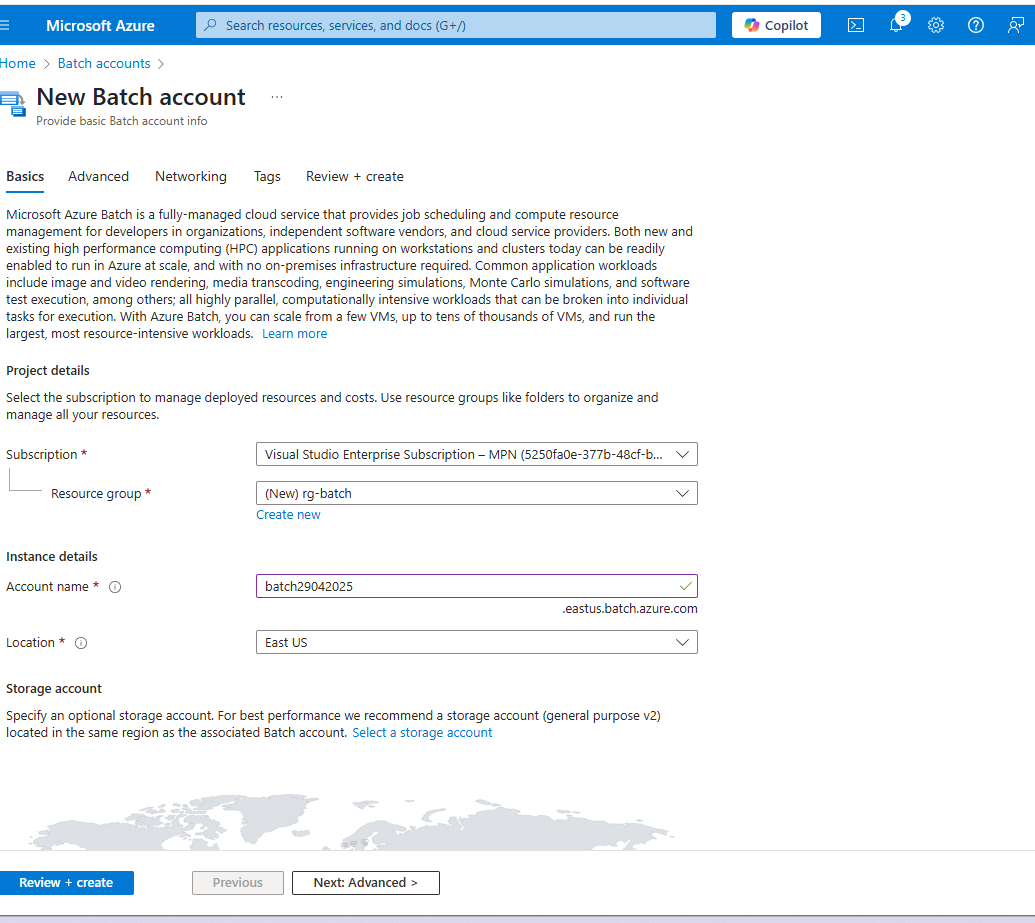 Microsoft Azure
Search resources, services, and docs (G+/)
Copilot
3
Home > Batch accounts >
New Batch account ...
Provide basic Batch account info
Basics Advanced Networking Tags Review + create
Microsoft Azure Batch is a fully-managed cloud service that provides job scheduling and compute resource
management for developers in organizations, independent software vendors, and cloud service providers. Both new and
existing high performance computing (HPC) applications running on workstations and clusters today can be readily
enabled to run in Azure at scale, and with no on-premises infrastructure required. Common application workloads
include image and video rendering, media transcoding, engineering simulations, Monte Carlo simulations, and software
test execution, among others; all highly parallel, computationally intensive workloads that can be broken into individual
tasks for execution. With Azure Batch, you can scale from a few VMs, up to tens of thousands of VMs, and run the
largest, most resource-intensive workloads. Learn more
Project details
Select the subscription to manage deployed resources and costs. Use resource groups like folders to organize and
manage all your resources.
Subscription * Visual Studio Enterprise Subscription – MPN (5250fa0e-377b-48cf-b...
Resource group * (New) rg-batch
Create new
Instance details
Account name * batch29042025
.eastus.batch.azure.com
Location * East US
Storage account
Specify an optional storage account. For best performance we recommend a storage account (general purpose v2)
located in the same region as the associated Batch account. Select a storage account
Review + create Previous Next: Advanced >